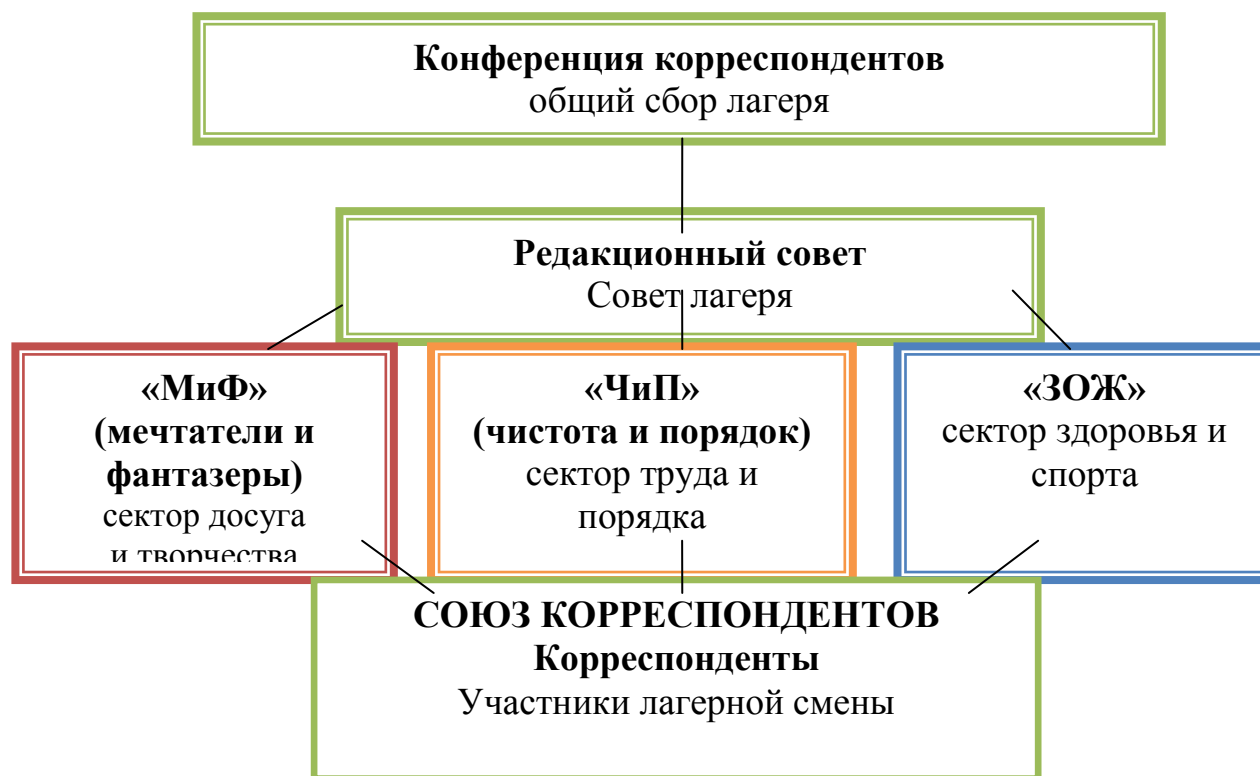 Конференция корреспондентов
общий сбор лагеря
Редакционный совет
Совет лагеря
«МиФ»
(мечтатели и
фантазеры)
сектор досуга
и творчества
«ЧиП»
(чистота и порядок)
сектор труда и
порядка
«ЗОЖ»
сектор здоровья и
спорта
СОЮЗ КОРРЕСПОНДЕНТОВ
Корреспонденты
Участники лагерной смены